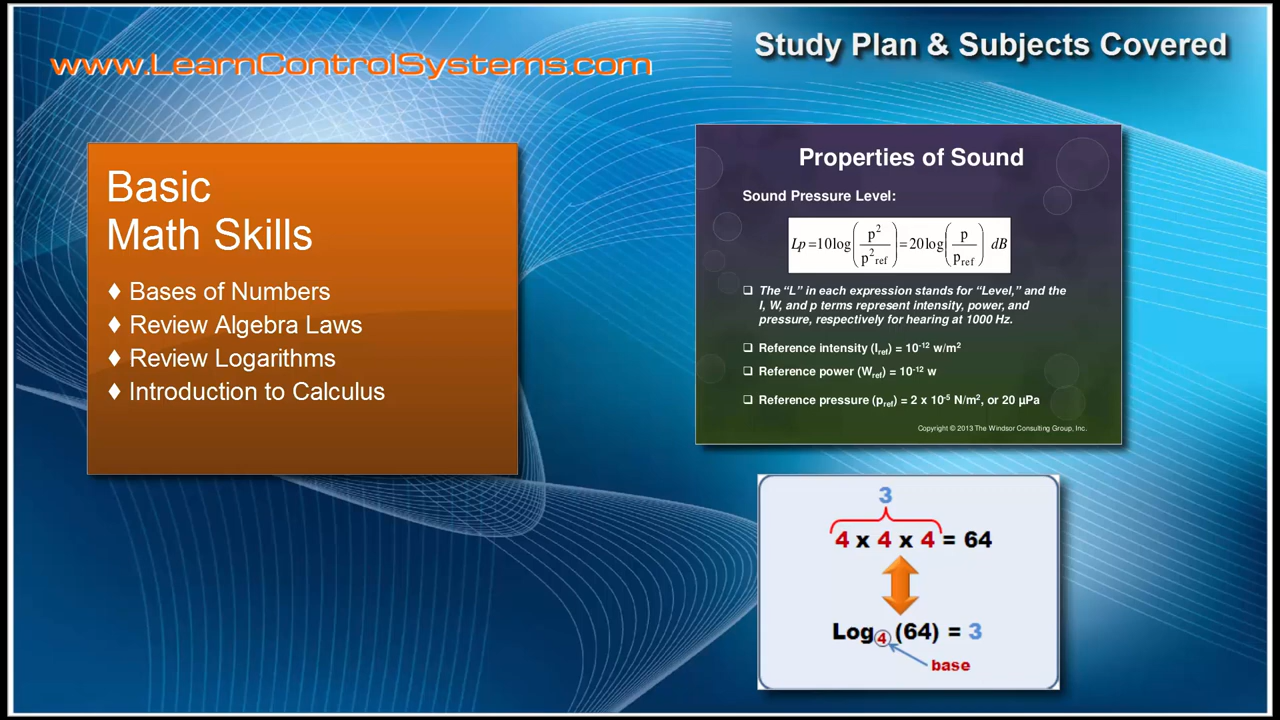 www.LearnControlSystems.com
Study Plan & Subjects Covered
Basic
Math Skills
♦ Bases of Numbers
♦ Review Algebra Laws
♦ Review Logarithms
♦ Introduction to Calculus
Properties of Sound
Sound Pressure Level:
Lp = 10 log (p² / p²ref) = 20 log (p / pref) dB
❑ The “L” in each expression stands for “Level,” and the
I, W, and p terms represent intensity, power, and
pressure, respectively for hearing at 1000 Hz.
❑ Reference intensity (Iref) = 10⁻¹² w/m²
❑ Reference power (Wref) = 10⁻¹² w
❑ Reference pressure (pref) = 2 x 10⁻⁵ N/m², or 20 µPa
Copyright © 2013 The Windsor Consulting Group, Inc.
3
4 x 4 x 4 = 64
Log₄ (64) = 3
base